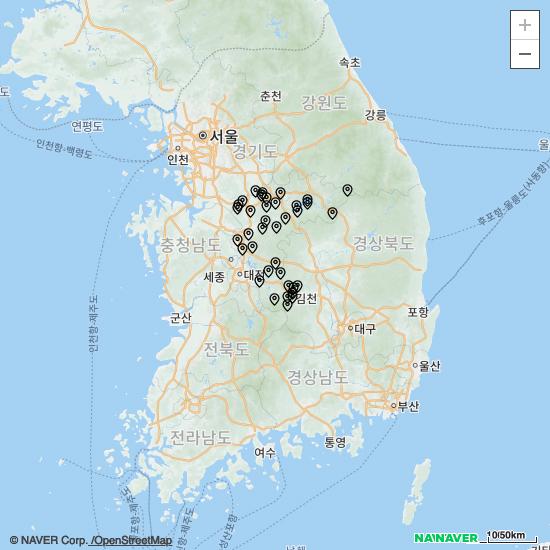 +
−
속초
춘천
강원도
연평도
강릉
서울
인천항-백령도
인천
경기도
울
후포항-울릉도(사동항)
충청남도
경상북도
세종
대전
김천
인천항-제주도
군산
포항
전북도
대구
경상남도
울산
부산
전라남도
통영
여수
© NAVER Corp. /OpenStreetMap
NAVER
10/50km